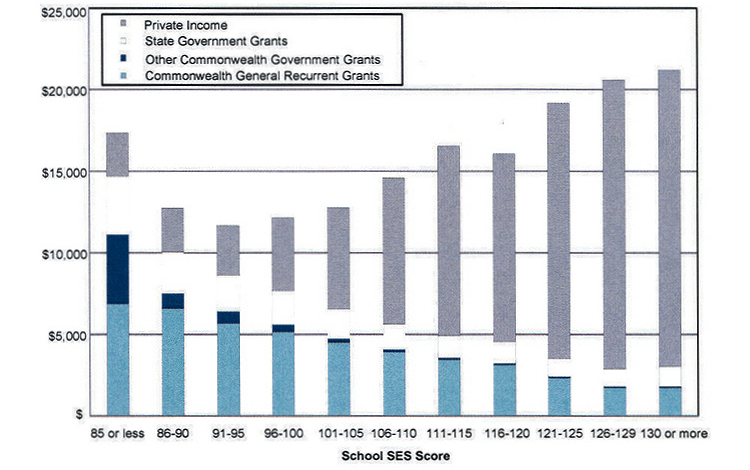 $25,000
Private Income
State Government Grants
Other Commonwealth Government Grants
Commonwealth General Recurrent Grants
$20,000
$15,000
$10,000
$5,000
$
85 or less 86-90 91-95 96-100 101-105 106-110 111-115 116-120 121-125 126-129 130 or more
School SES Score